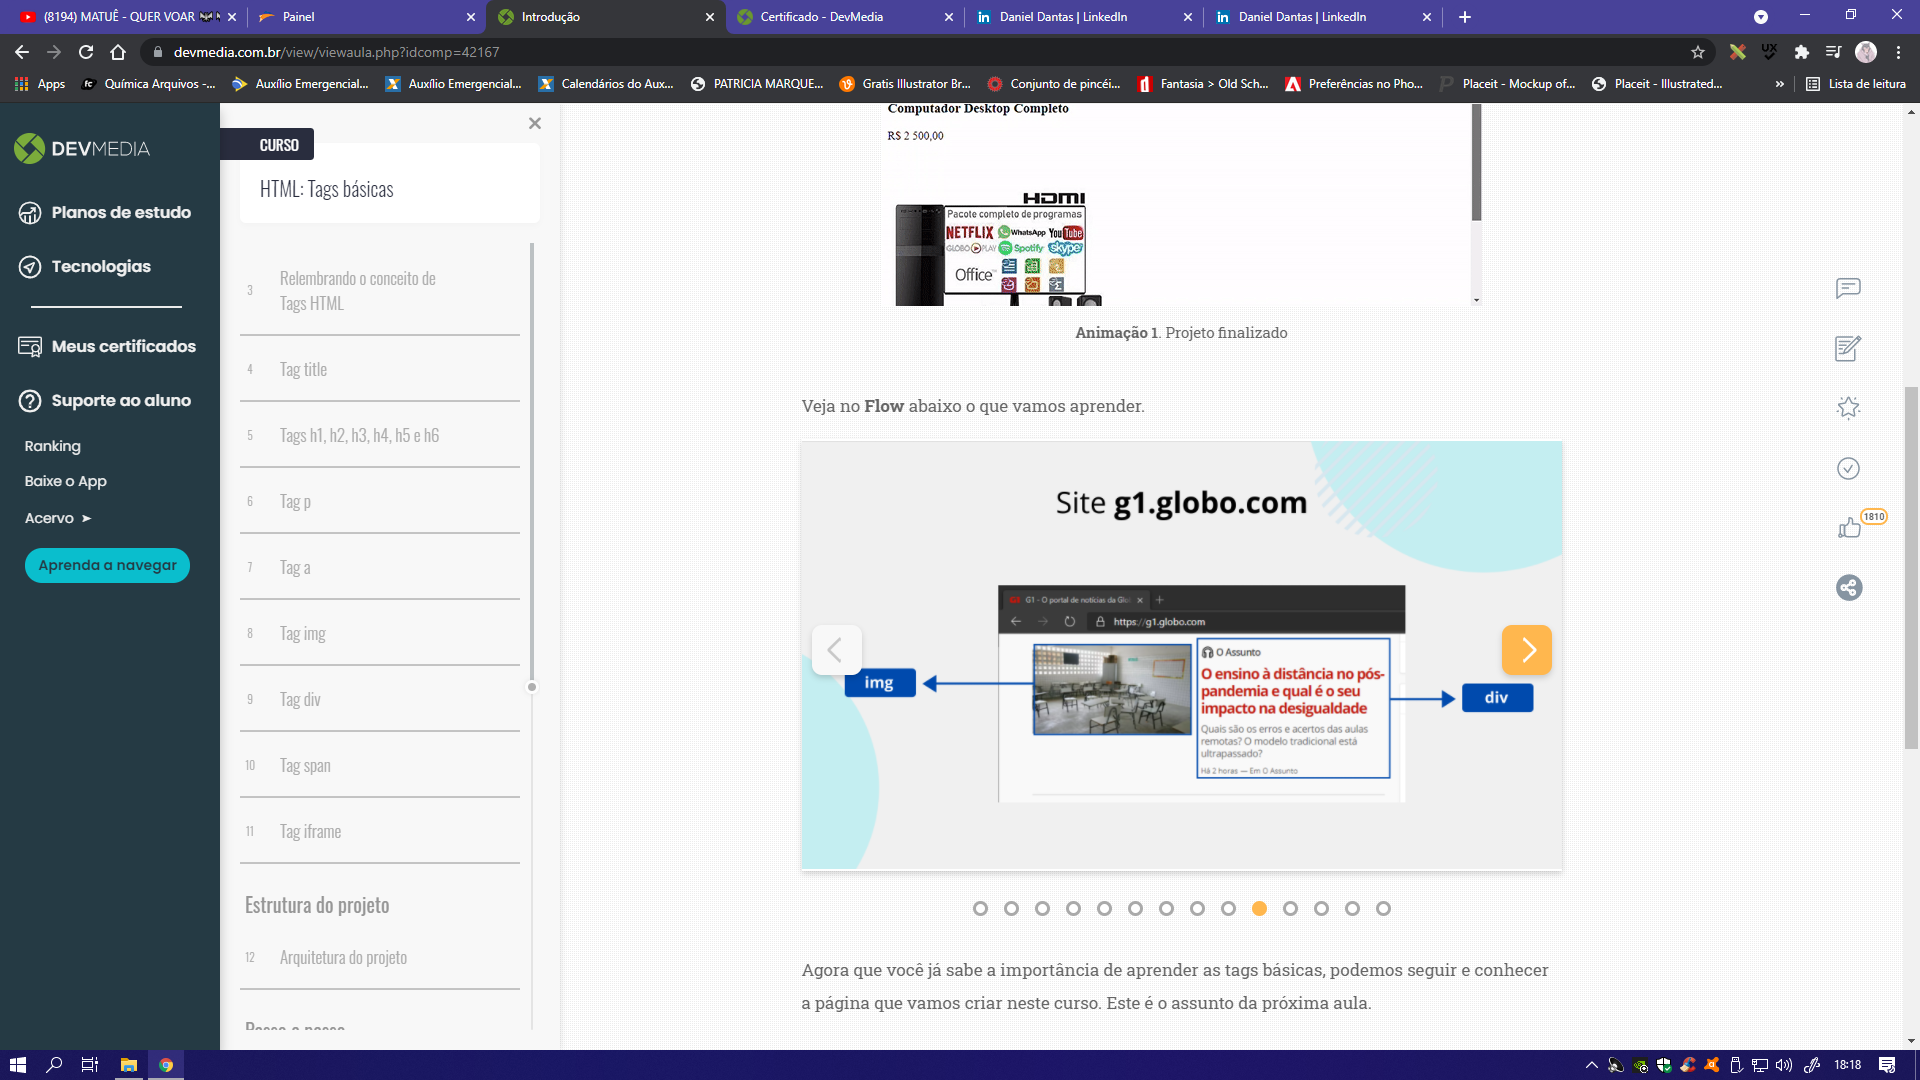 (8194) MATUÊ - QUER VOAR
Painel
Introdução
Certificado - DevMedia
Daniel Dantas | LinkedIn
Daniel Dantas | LinkedIn
devmedia.com.br/view/viewaula.php?idcomp=42167
Apps
Química Arquivos -...
Auxílio Emergencial...
Auxílio Emergencial...
Calendários do Aux...
PATRICIA MARQUE...
Gratis Illustrator Br...
Conjunto de pincéi...
Fantasia > Old Sch...
Preferências no Pho...
Placeit - Mockup of...
Placeit - Illustrated...
»
Lista de leitura
DEVMEDIA
Planos de estudo
Tecnologias
Meus certificados
Suporte ao aluno
Ranking
Baixe o App
Acervo ➤
Aprenda a navegar
CURSO
HTML: Tags básicas
3 Relembrando o conceito de
Tags HTML
4 Tag title
5 Tags h1, h2, h3, h4, h5 e h6
6 Tag p
7 Tag a
8 Tag img
9 Tag div
10 Tag span
11 Tag iframe
Estrutura do projeto
12 Arquitetura do projeto
Passo a passo
Computador Desktop Completo
R$ 2 500,00
HDMI
Pacote completo de programas
NETFLIX WhatsApp YouTube
GLOBO PLAY Spotify skype
Office
Animação 1. Projeto finalizado
Veja no Flow abaixo o que vamos aprender.
Site g1.globo.com
G1 G1 - O portal de notícias da Glo
https://g1.globo.com
img
O Assunto
O ensino à distância no pós-
pandemia e qual é o seu
impacto na desigualdade
Quais são os erros e acertos das aulas
remotas? O modelo tradicional está
ultrapassado?
Há 2 horas — Em O Assunto
div
Agora que você já sabe a importância de aprender as tags básicas, podemos seguir e conhecer
a página que vamos criar neste curso. Este é o assunto da próxima aula.
1810
18:18